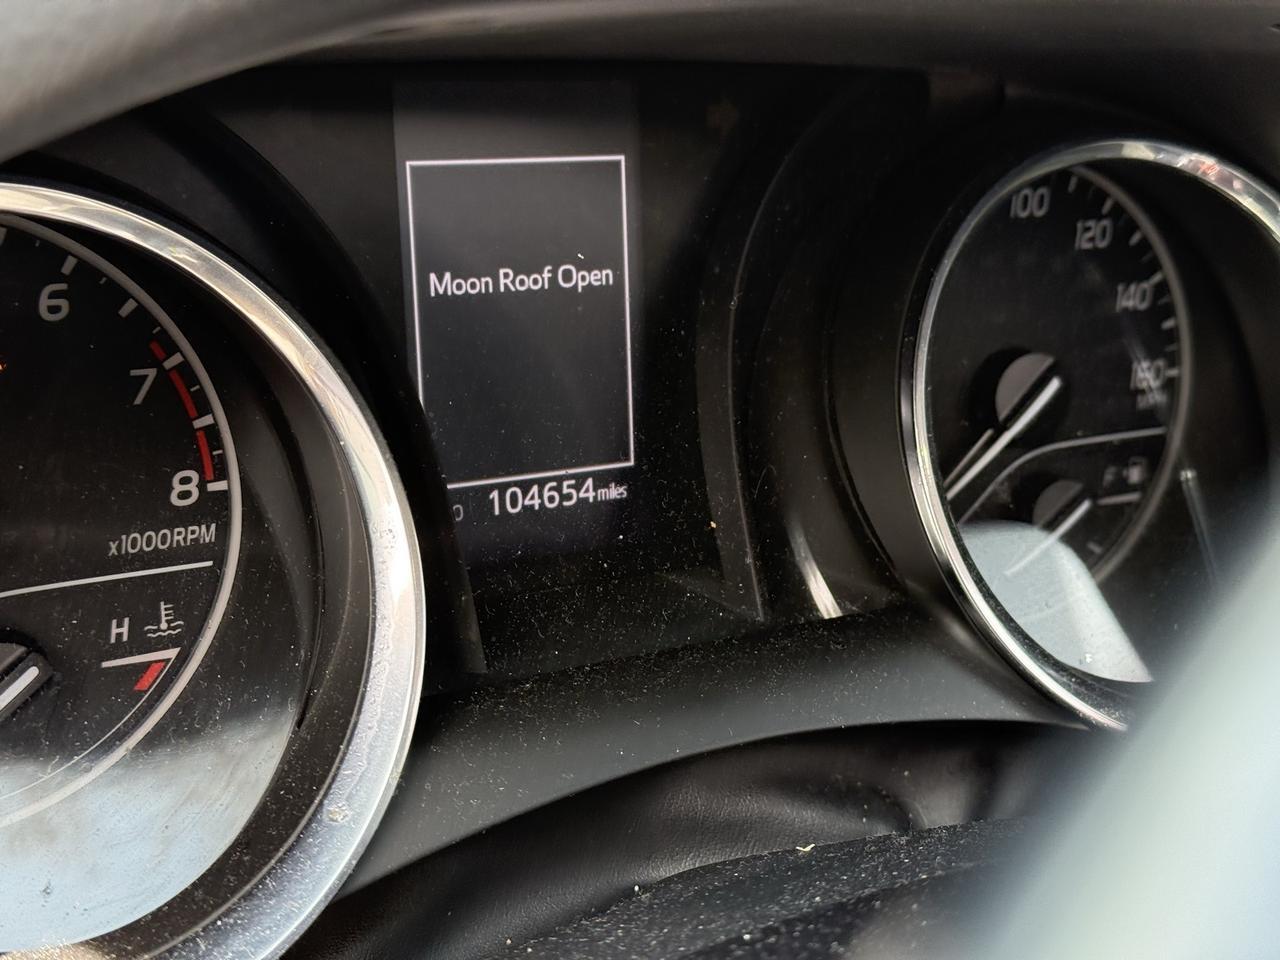 Moon Roof Open
104654 miles
6
7
8
x1000RPM
H
100
120
140
160
F